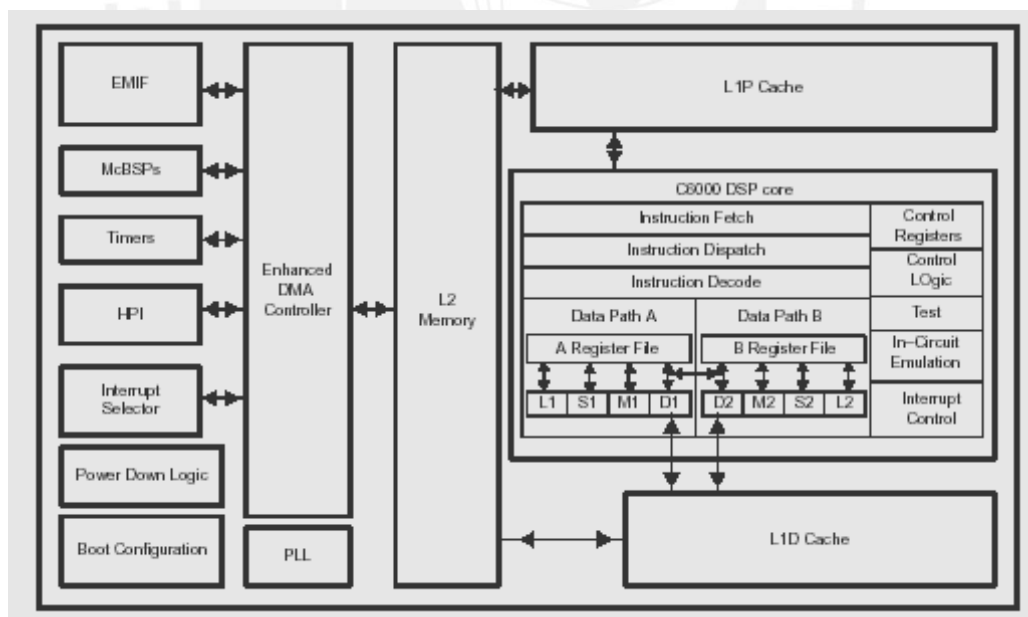 EMIF
McBSPs
Timers
HPI
Interrupt
Selector
Power Down Logic
Boot Configuration
Enhanced
DMA
Controller
PLL
L2
Memory
L1P Cache
C6000 DSP core
Instruction Fetch
Instruction Dispatch
Instruction Decode
Data Path A
Data Path B
A Register File
B Register File
L1 S1 M1 D1
D2 M2 S2 L2
Control
Registers
Control
LOgic
Test
In-Circuit
Emulation
Interrupt
Control
L1D Cache